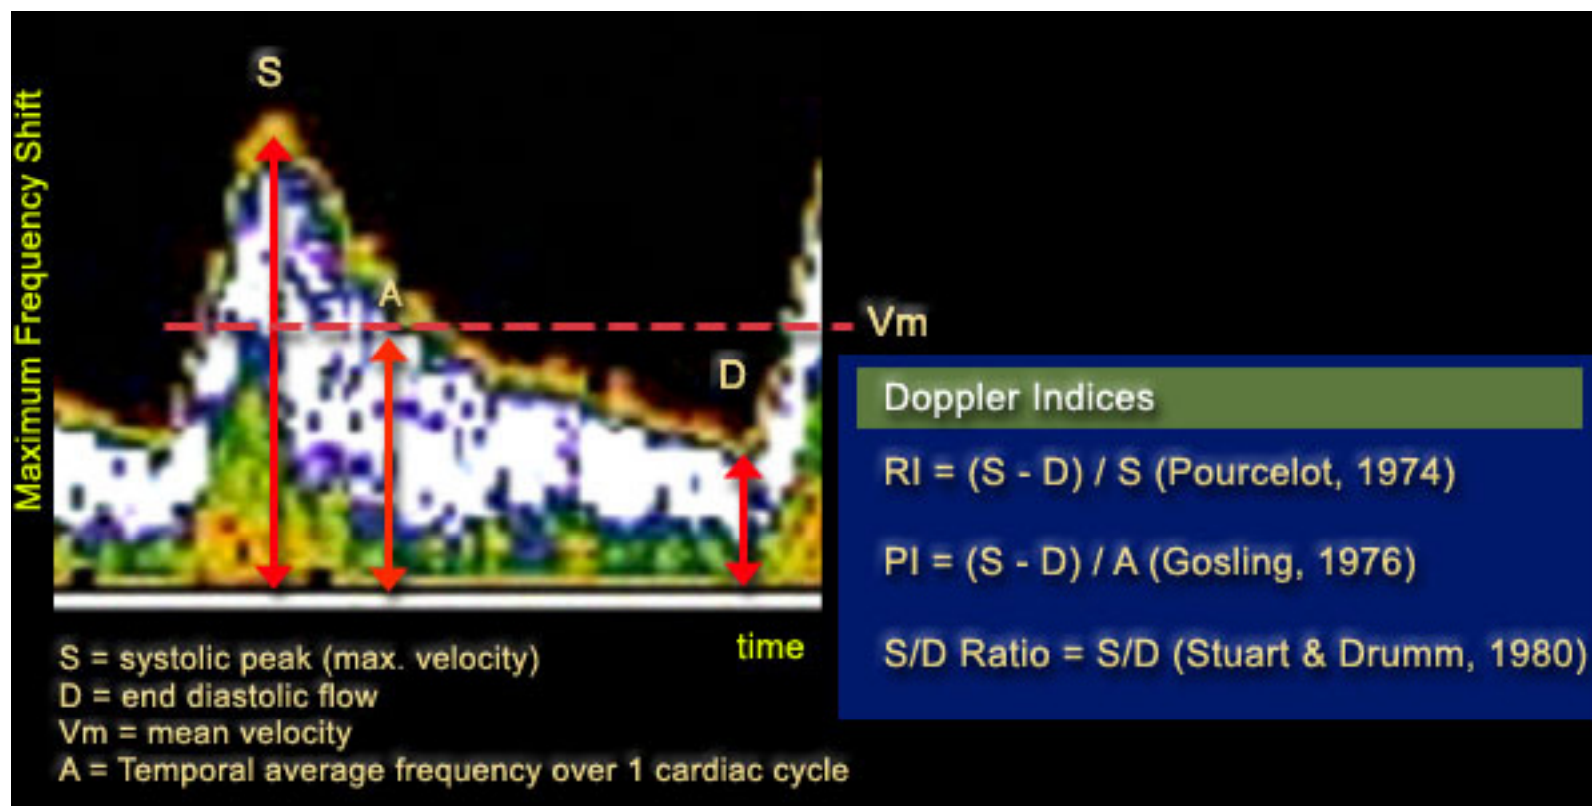 Maximum Frequency Shift
S
A
Vm
D
Doppler Indices
RI = (S - D) / S (Pourcelot, 1974)
PI = (S - D) / A (Gosling, 1976)
S/D Ratio = S/D (Stuart & Drumm, 1980)
time
S = systolic peak (max. velocity)
D = end diastolic flow
Vm = mean velocity
A = Temporal average frequency over 1 cardiac cycle